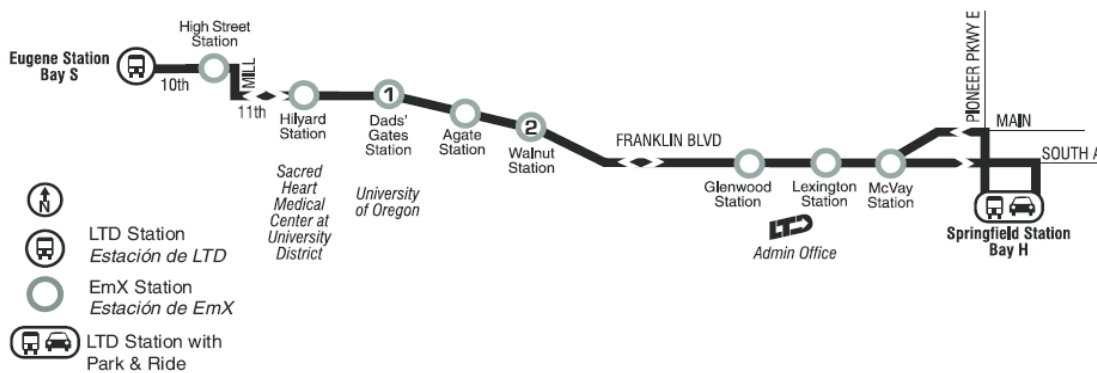 High Street
Station
Eugene Station
Bay S
10th
MILL
11th
Hilyard
Station
1
Dads'
Gates
Station
Agate
Station
2
Walnut
Station
FRANKLIN BLVD
Glenwood
Station
Lexington
Station
McVay
Station
PIONEER PKWY E
MAIN
SOUTH A
Springfield Station
Bay H
Sacred
Heart
Medical
Center at
University
District
University
of Oregon
LTD
Admin Office
N
LTD Station
Estación de LTD
EmX Station
Estación de EmX
LTD Station with
Park & Ride